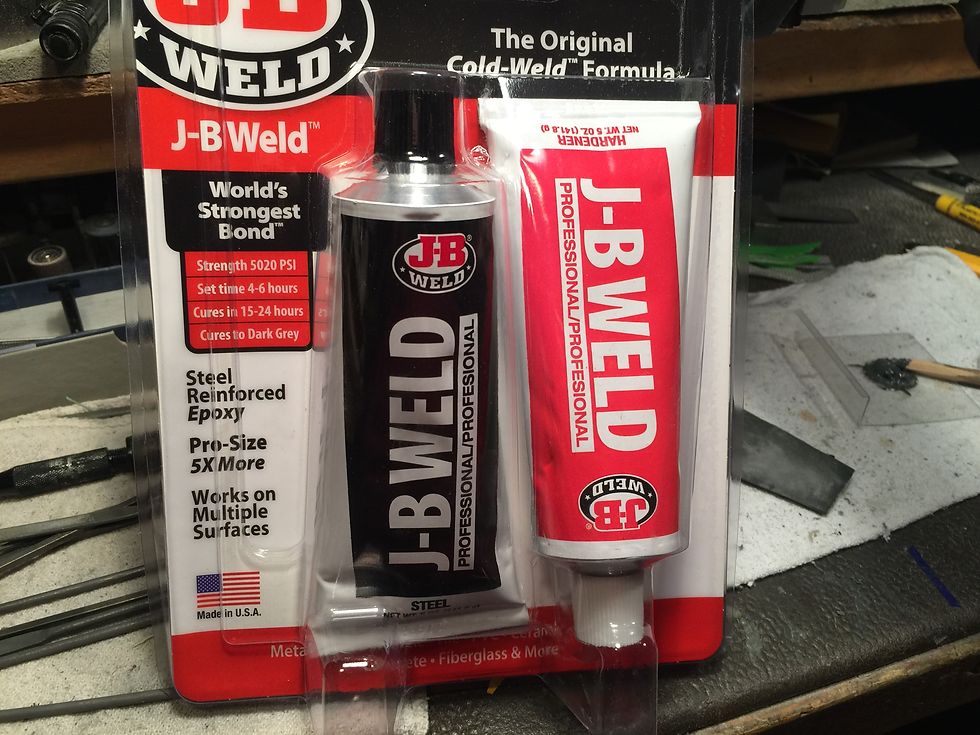 J-B
WELD
The Original
Cold-Weld™ Formula
J-B Weld™
World's
Strongest
Bond™
Strength 5020 PSI
Set time 4-6 hours
Cures in 15-24 hours
Cures to Dark Grey
Steel
Reinforced
Epoxy
Pro-Size
5X More
Works on
Multiple
Surfaces
Made in U.S.A.
J-B®
WELD
J-B WELD
PROFESSIONAL/PROFESIONAL
STEEL
HARDENER
NET WT. 5 OZ. (141.8 g)
J-B WELD
PROFESSIONAL/PROFESIONAL
J-B®
WELD
• Fiberglass & More